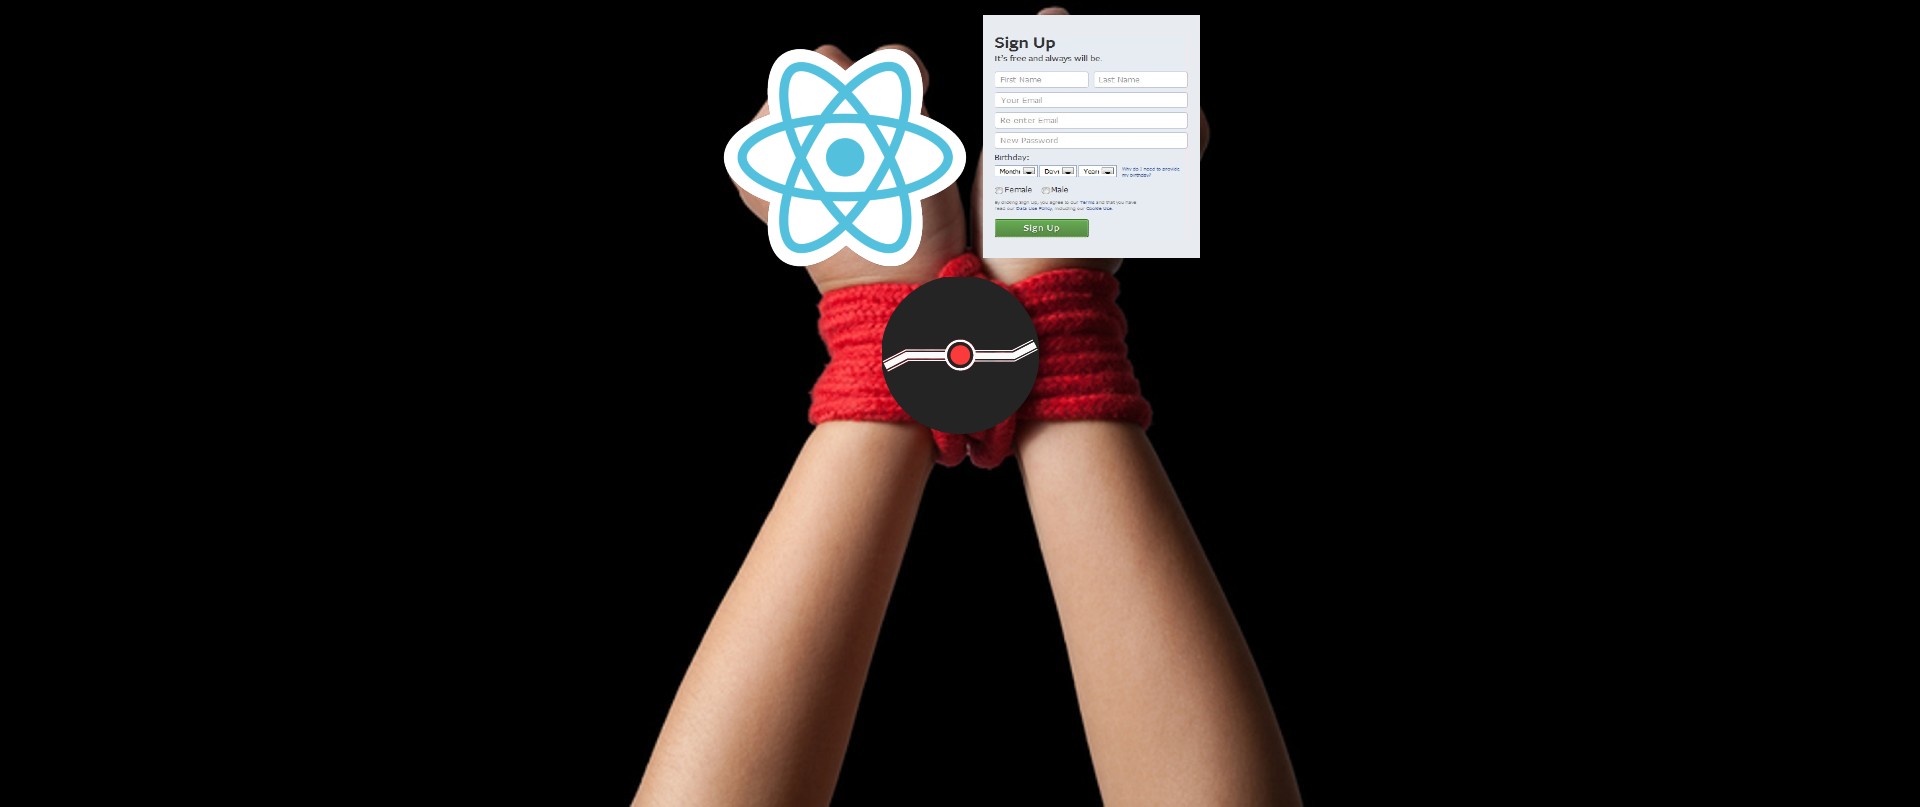 Sign Up
It's free and always will be.
First Name Last Name
Your Email
Re-enter Email
New Password
Birthday:
Month: Day: Year: Why do I need to provide my birthday?
Female Male
By clicking Sign Up, you agree to our Terms and that you have
read our Data Use Policy, including our Cookie Use.
Sign Up